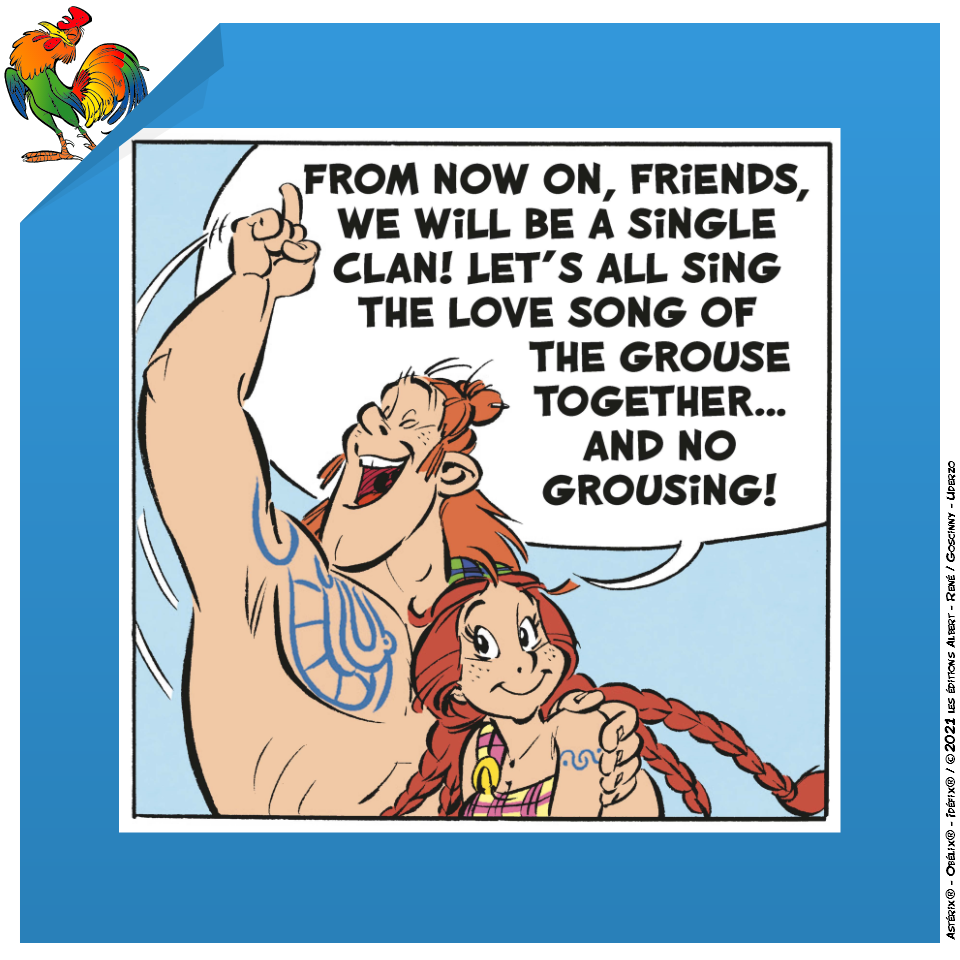 FROM NOW ON, FRiENDS,
WE WiLL BE A SiNGLE
CLAN! LET'S ALL SiNG
THE LOVE SONG OF
THE GROUSE
TOGETHER...
AND NO
GROUSiNG!
ASTÉRIX® - OBÉLIX® - IDÉFIX® / ©2021 LES ÉDITIONS ALBERT - RENÉ / GOSCINNY - UDERZO